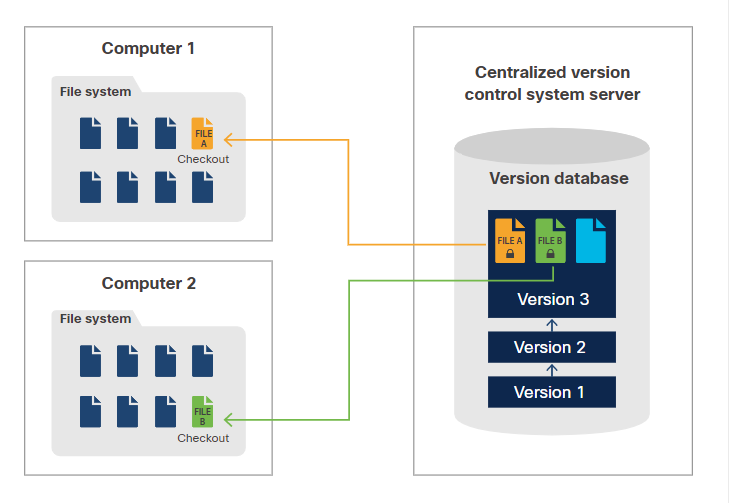 Computer 1
File system
FILE
A
Checkout
Computer 2
File system
FILE
B
Checkout
Centralized version
control system server
Version database
FILE A
FILE B
Version 3
Version 2
Version 1